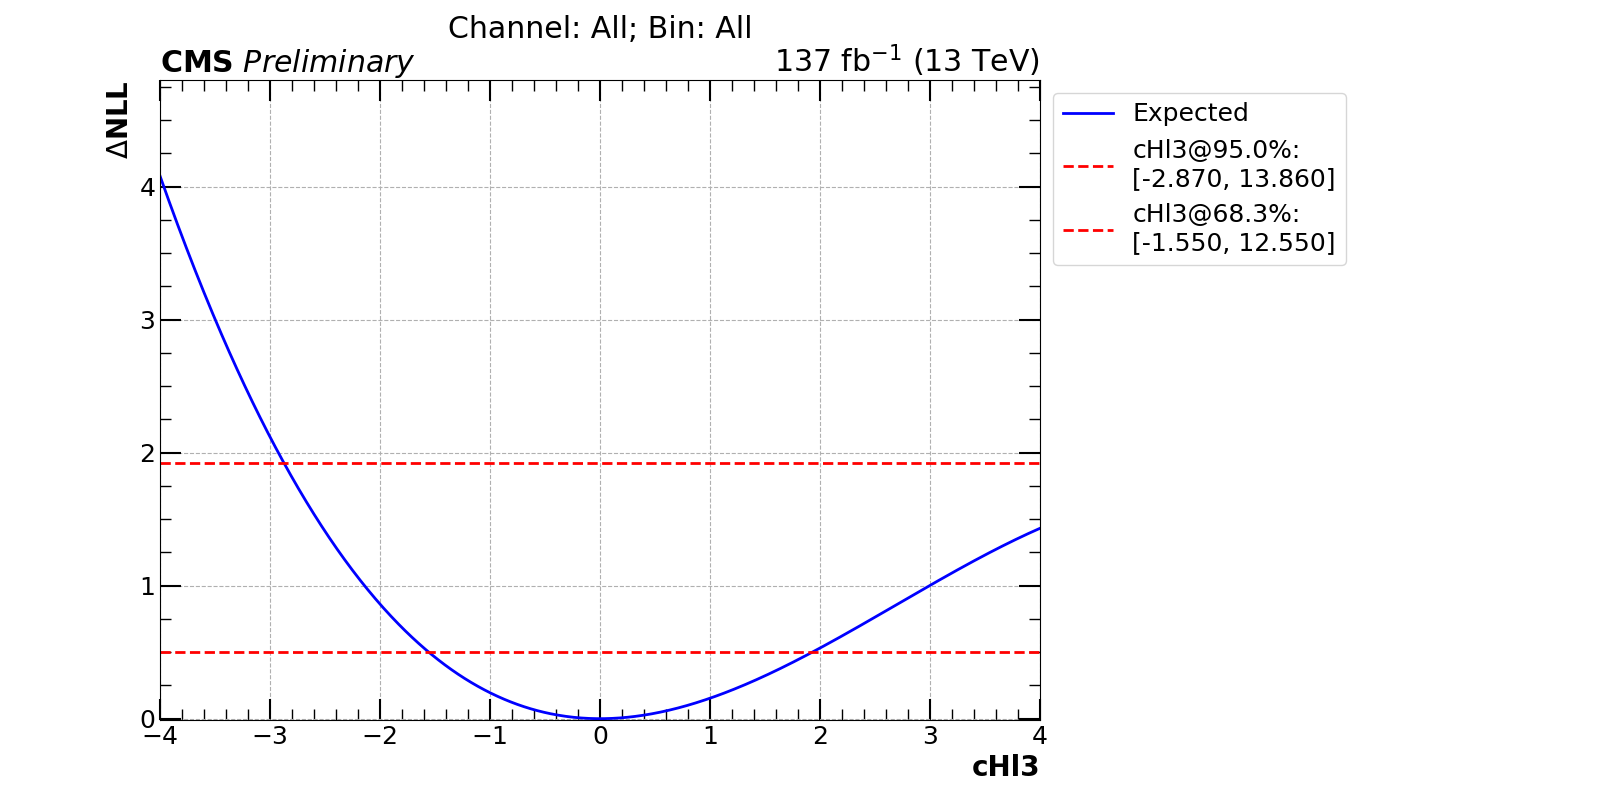 Channel: All; Bin: All
CMS Preliminary 137 fb⁻¹ (13 TeV)
ΔNLL
4
3
2
1
0
−4 −3 −2 −1 0 1 2 3 4
cHl3
Expected
cHl3@95.0%:
[-2.870, 13.860]
cHl3@68.3%:
[-1.550, 12.550]